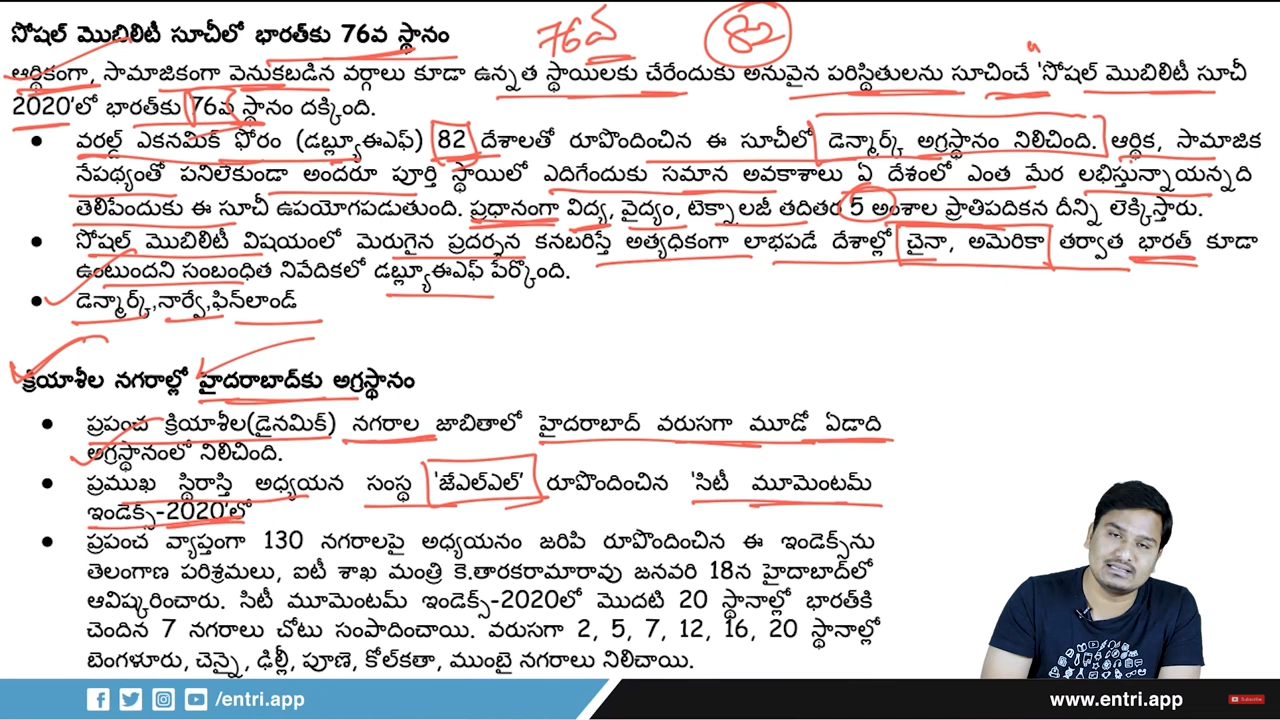 సోషల్ మొబిలిటీ సూచీలో భారత్‌కు 76వ స్థానం
76వ
82
ఆర్థికంగా, సామాజికంగా వెనుకబడిన వర్గాలు కూడా ఉన్నత స్థాయిలకు చేరేందుకు అనువైన పరిస్థితులను సూచించే 'సోషల్ మొబిలిటీ సూచీ
2020'లో భారత్‌కు 76వ స్థానం దక్కింది.
• వరల్డ్ ఎకనమిక్ ఫోరం (డబ్ల్యూఈఎఫ్) 82 దేశాలతో రూపొందించిన ఈ సూచీలో డెన్మార్క్ అగ్రస్థానం నిలిచింది. ఆర్థిక, సామాజిక
నేపథ్యంతో పనిలేకుండా అందరూ పూర్తి స్థాయిలో ఎదిగేందుకు సమాన అవకాశాలు ఏ దేశంలో ఎంత మేర లభిస్తున్నాయన్నది
తెలిపేందుకు ఈ సూచీ ఉపయోగపడుతుంది. ప్రధానంగా విద్య, వైద్యం, టెక్నాలజీ తదితర 5 అంశాల ప్రాతిపదికన దీన్ని లెక్కిస్తారు.
• సోషల్ మొబిలిటీ విషయంలో మెరుగైన ప్రదర్శన కనబరిస్తే అత్యధికంగా లాభపడే దేశాల్లో చైనా, అమెరికా తర్వాత భారత్ కూడా
ఉంటుందని సంబంధిత నివేదికలో డబ్ల్యూఈఎఫ్ పేర్కొంది.
• డెన్మార్క్,నార్వే,ఫిన్‌లాండ్
క్రియాశీల నగరాల్లో హైదరాబాద్‌కు అగ్రస్థానం
• ప్రపంచ క్రియాశీల(డైనమిక్) నగరాల జాబితాలో హైదరాబాద్ వరుసగా మూడో ఏడాది
అగ్రస్థానంలో నిలిచింది.
• ప్రముఖ స్థిరాస్తి అధ్యయన సంస్థ 'జేఎల్ఎల్' రూపొందించిన 'సిటీ మూమెంటమ్
ఇండెక్స్-2020'లో
• ప్రపంచ వ్యాప్తంగా 130 నగరాలపై అధ్యయనం జరిపి రూపొందించిన ఈ ఇండెక్స్‌ను
తెలంగాణ పరిశ్రమలు, ఐటీ శాఖ మంత్రి కె.తారకరామారావు జనవరి 18న హైదాబాద్‌లో
ఆవిష్కరించారు. సిటీ మూమెంటమ్ ఇండెక్స్-2020లో మొదటి 20 స్థానాల్లో భారత్‌కి
చెందిన 7 నగరాలు చోటు సంపాదించాయి. వరుసగా 2, 5, 7, 12, 16, 20 స్థానాల్లో
బెంగళూరు, చెన్నై, ఢిల్లీ, పూణె, కోల్‌కతా, ముంబై నగరాలు నిలిచాయి.
/entri.app
www.entri.app
Subscribe